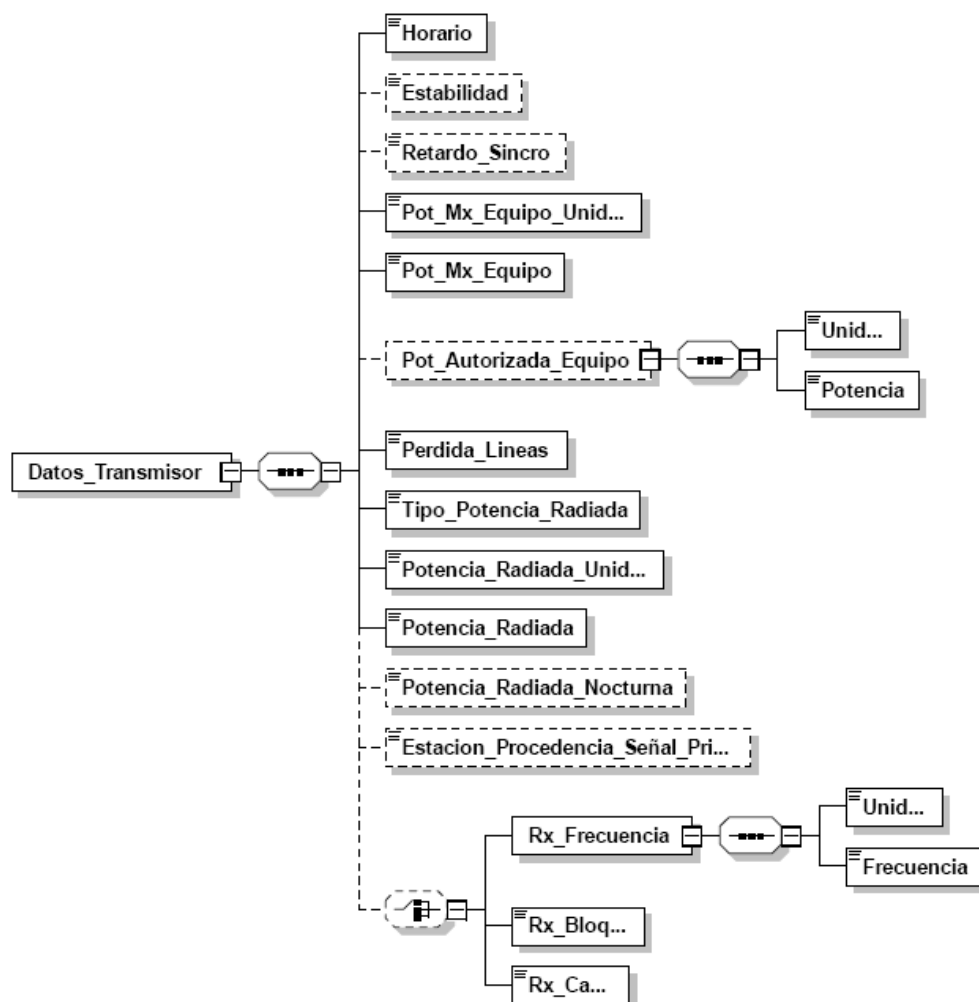 Horario
Estabilidad
Retardo_Sincro
Pot_Mx_Equipo_Unid...
Pot_Mx_Equipo
Pot_Autorizada_Equipo
Unid...
Potencia
Datos_Transmisor
Perdida_Lineas
Tipo_Potencia_Radiada
Potencia_Radiada_Unid...
Potencia_Radiada
Potencia_Radiada_Nocturna
Estacion_Procedencia_Señal_Pri...
Rx_Frecuencia
Unid...
Frecuencia
Rx_Bloq...
Rx_Ca...